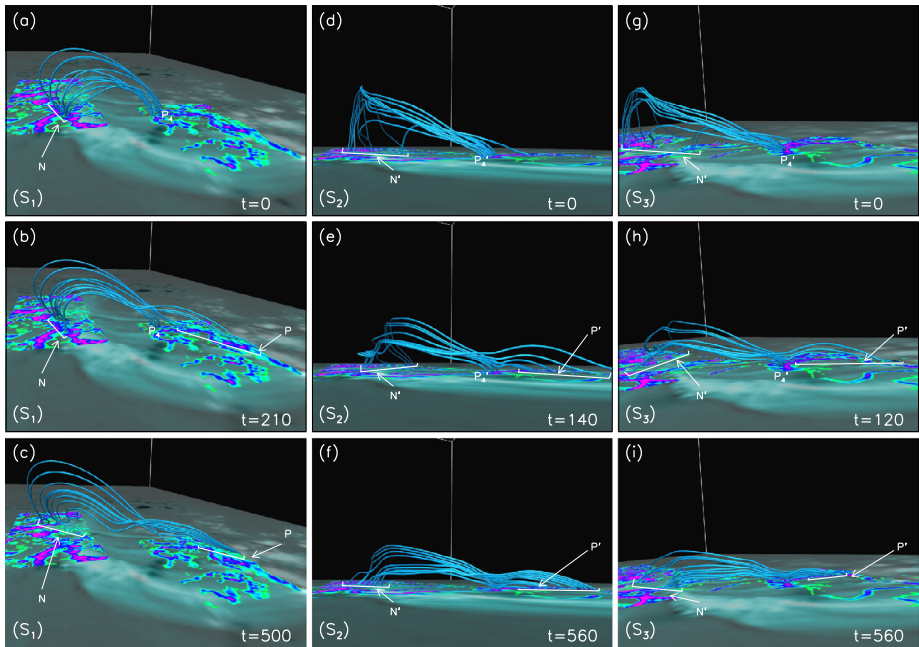 (a)
P₄
N
(S₁)
t=0
(d)
P₄'
N'
(S₂)
t=0
(g)
P₄'
N'
(S₃)
t=0
(b)
P₄
P
N
(S₁)
t=210
(e)
P'
P₄'
N'
(S₂)
t=140
(h)
P'
P₄'
N'
(S₃)
t=120
(c)
P
N
(S₁)
t=500
(f)
P'
N'
(S₂)
t=560
(i)
P'
N'
(S₃)
t=560